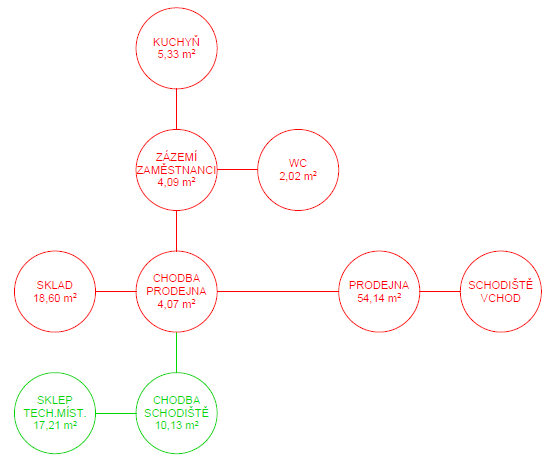 KUCHYŇ
5,33 m²
ZÁZEMÍ
ZAMĚSTNANCI
4,09 m²
WC
2,02 m²
SKLAD
18,60 m²
CHODBA
PRODEJNA
4,07 m²
PRODEJNA
54,14 m²
SCHODIŠTĚ
VCHOD
SKLEP
TECH.MÍST.
17,21 m²
CHODBA
SCHODIŠTĚ
10,13 m²